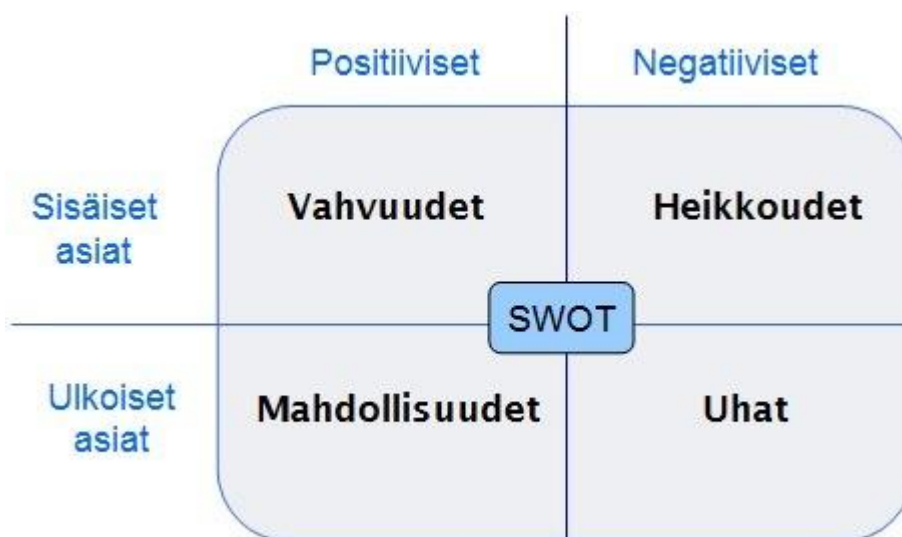 Positiiviset
Negatiiviset
Sisäiset
asiat
Vahvuudet
Heikkoudet
SWOT
Ulkoiset
asiat
Mahdollisuudet
Uhat